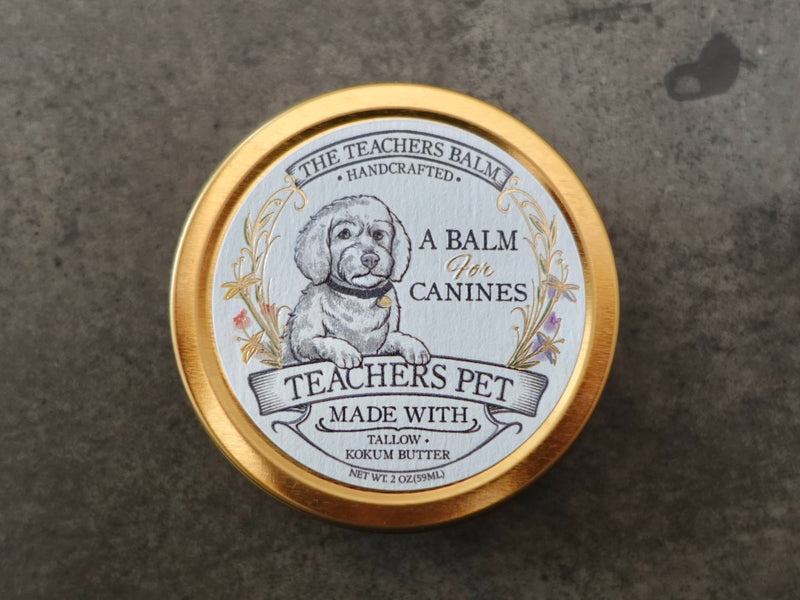 THE TEACHERS BALM
• HANDCRAFTED •
A BALM
For
CANINES
TEACHERS PET
MADE WITH
TALLOW •
KOKUM BUTTER
NET WT. 2 OZ(59ML)